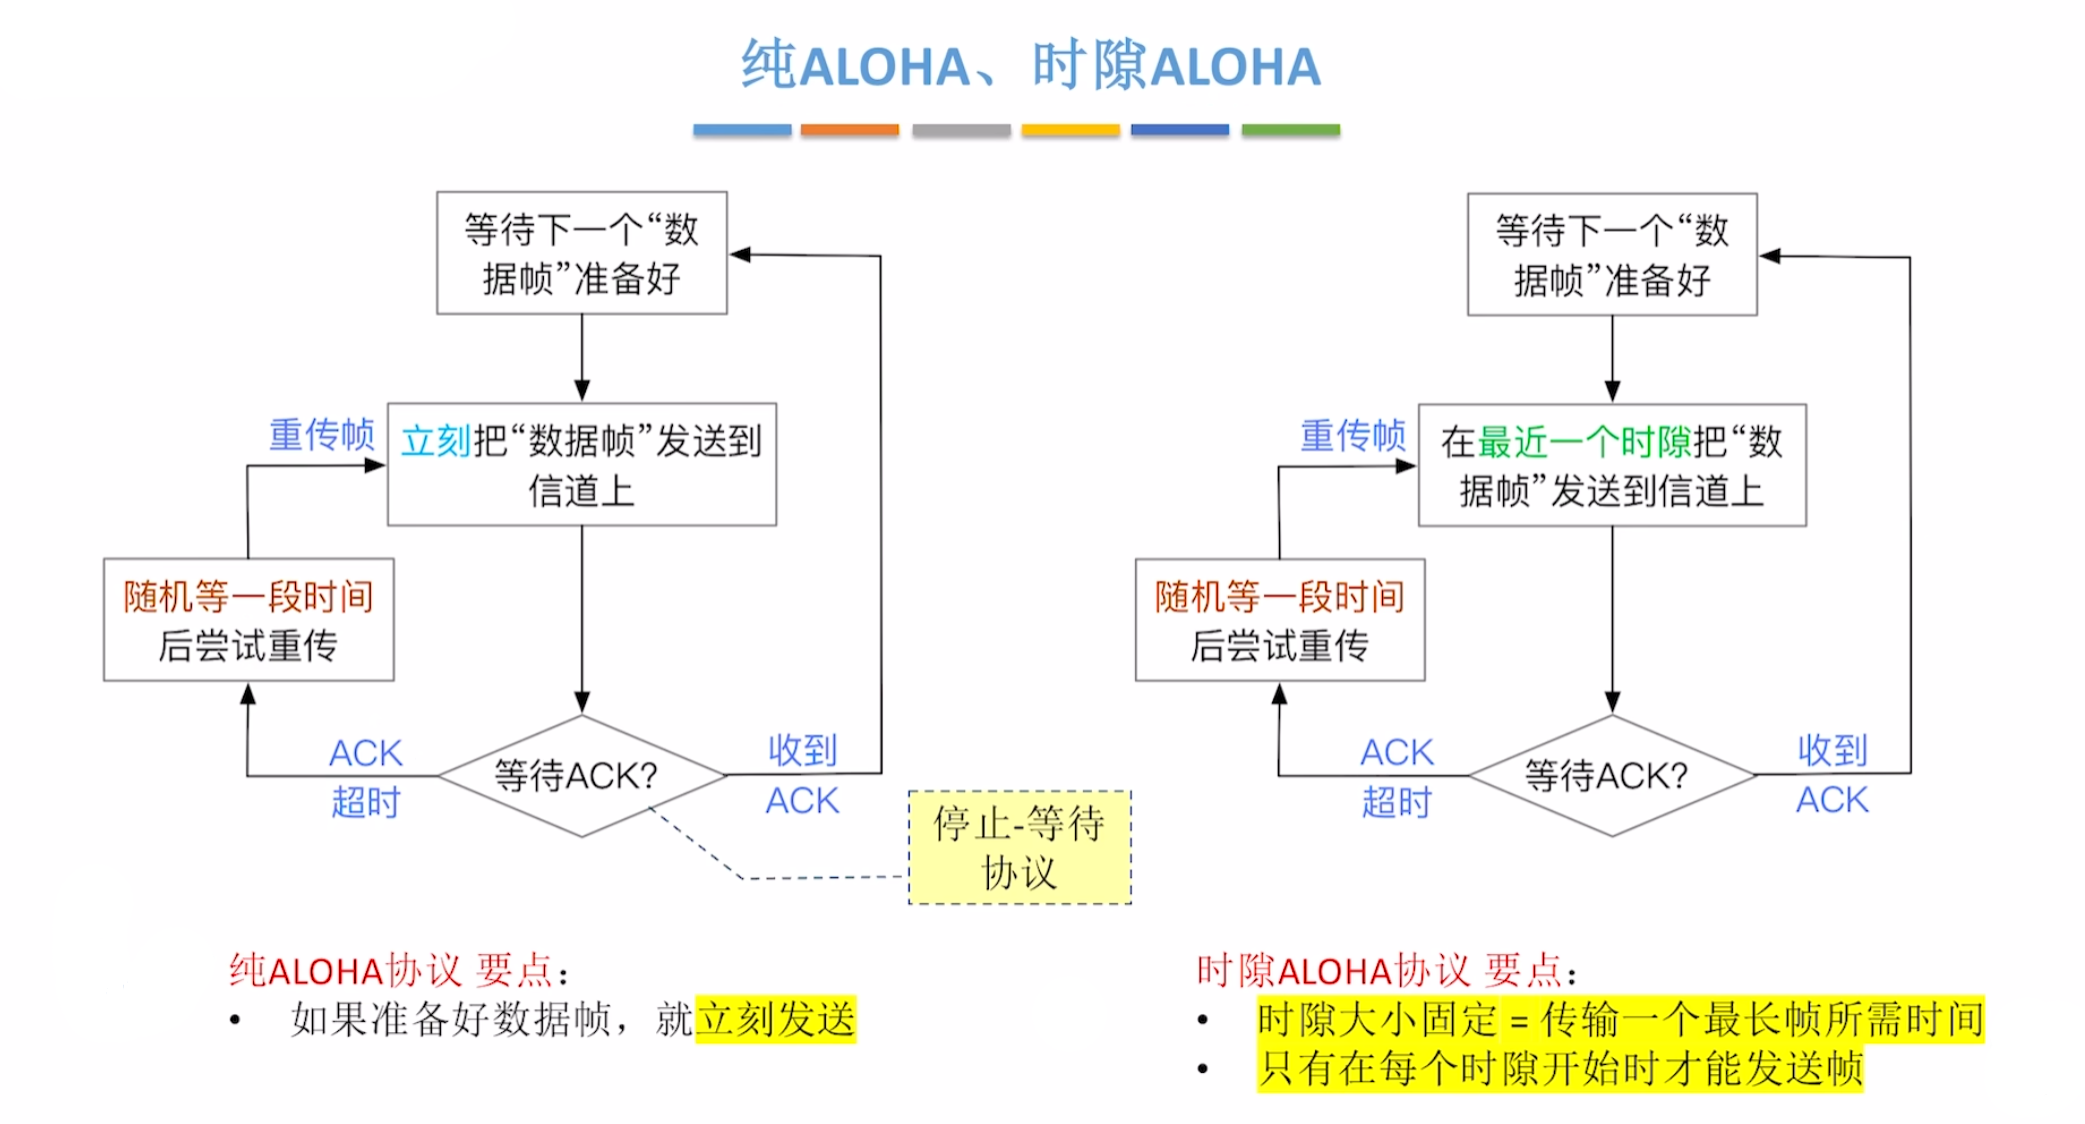 纯ALOHA、时隙ALOHA
等待下一个“数
据帧”准备好
重传帧
立刻把“数据帧”发送到
信道上
随机等一段时间
后尝试重传
ACK
超时
等待ACK?
收到
ACK
停止-等待
协议
等待下一个“数
据帧”准备好
重传帧
在最近一个时隙把“数
据帧”发送到信道上
随机等一段时间
后尝试重传
ACK
超时
等待ACK?
收到
ACK
纯ALOHA协议 要点：
• 如果准备好数据帧，就立刻发送
时隙ALOHA协议 要点：
• 时隙大小固定 = 传输一个最长帧所需时间
• 只有在每个时隙开始时才能发送帧